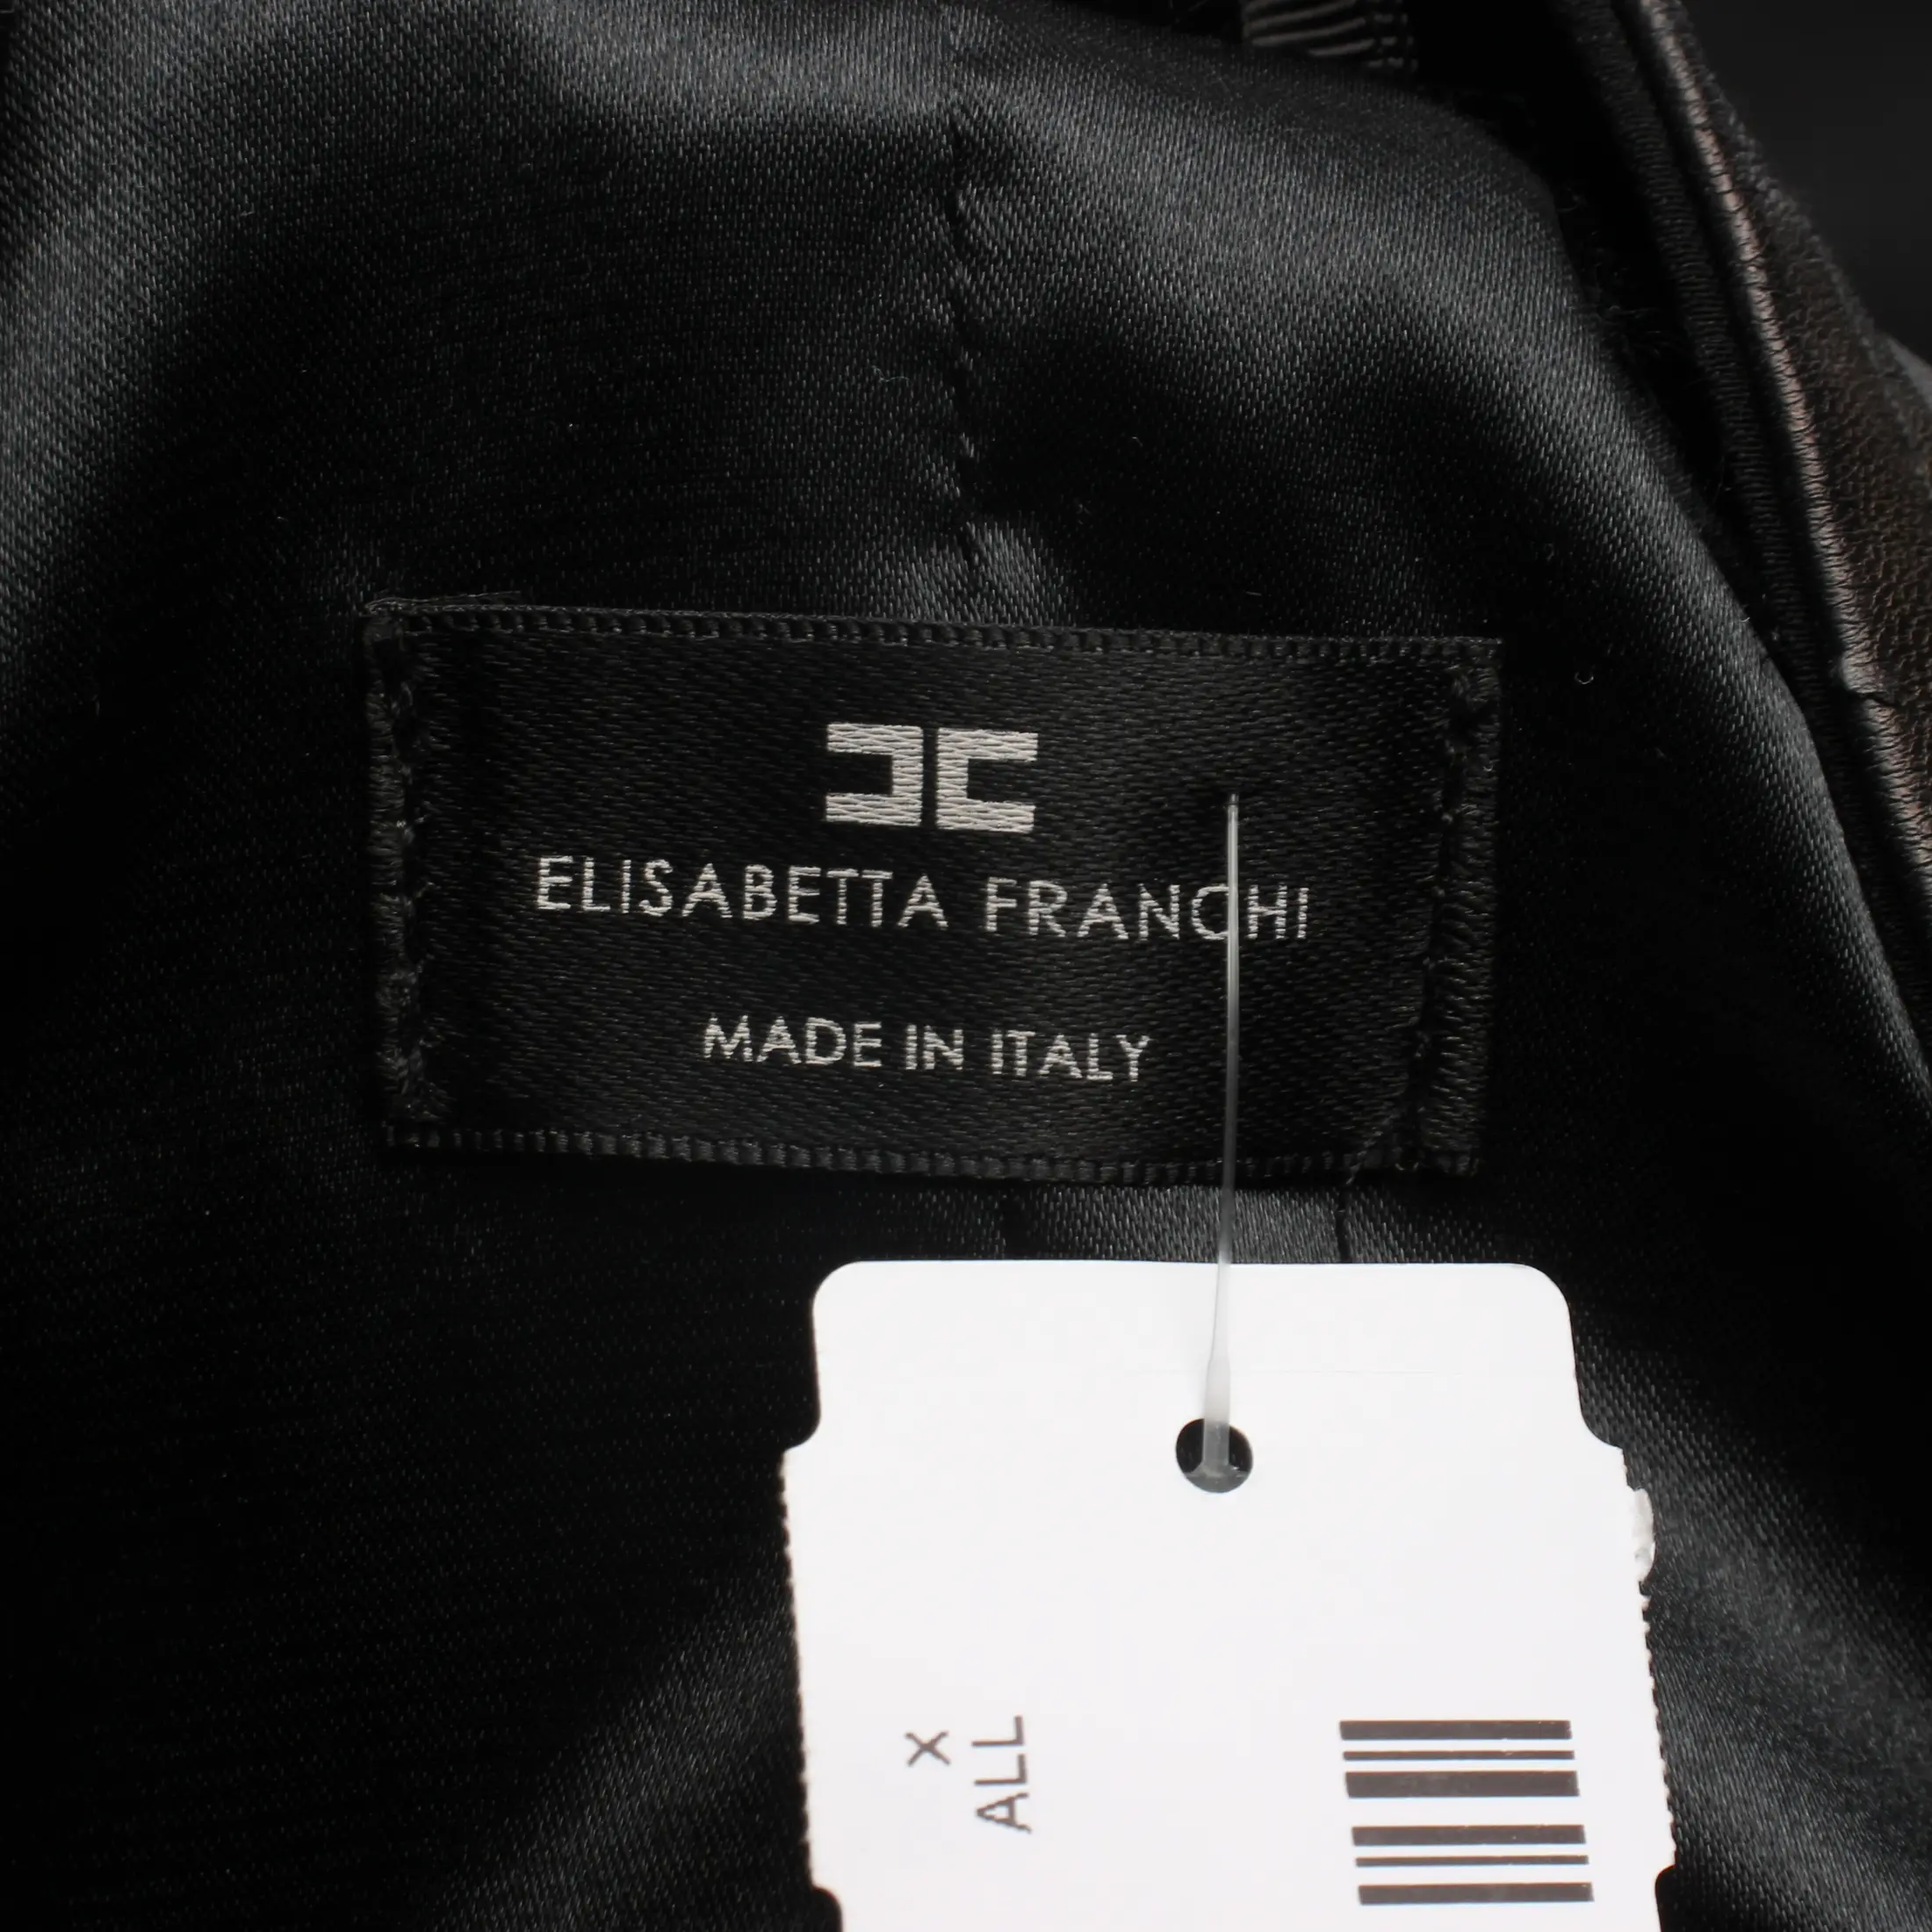 ELISABETTA FRANCHI
MADE IN ITALY
X
ALL